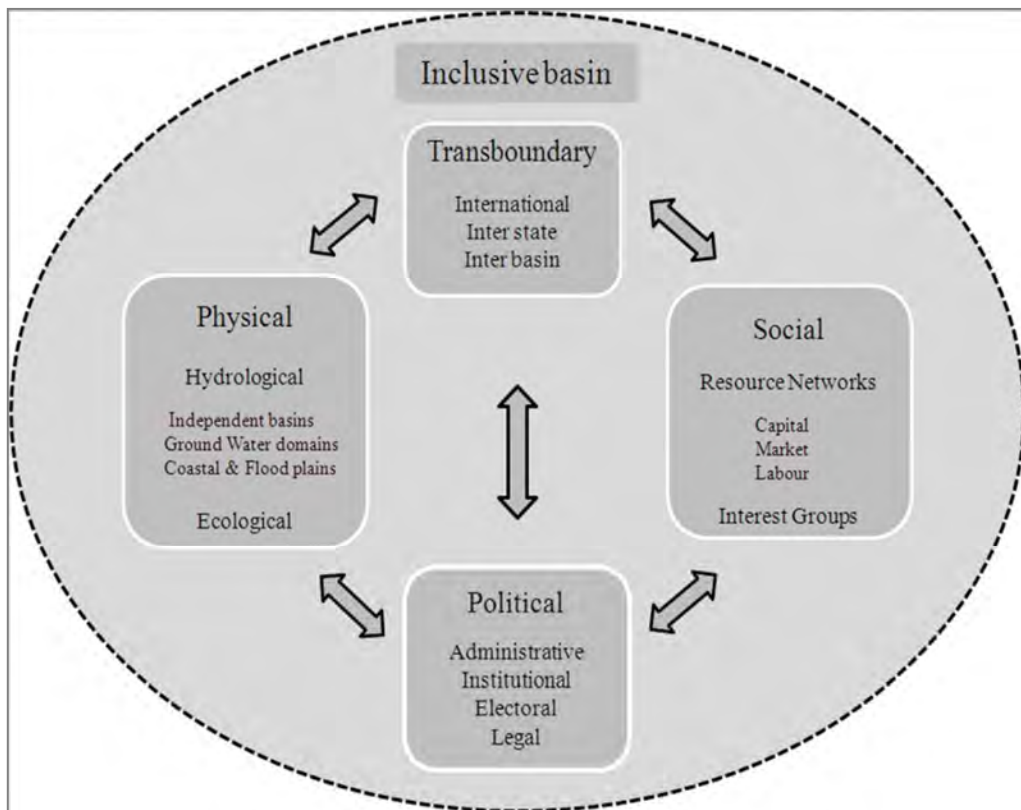 Inclusive basin
Transboundary
International
Inter state
Inter basin
Physical
Hydrological
Independent basins
Ground Water domains
Coastal & Flood plains
Ecological
Social
Resource Networks
Capital
Market
Labour
Interest Groups
Political
Administrative
Institutional
Electoral
Legal